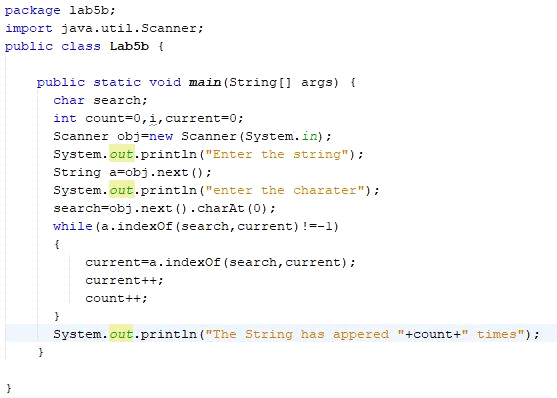 package lab5b;
import java.util.Scanner;
public class Lab5b {
public static void main(String[] args) {
char search;
int count=0,i,current=0;
Scanner obj=new Scanner(System.in);
System.out.println("Enter the string");
String a=obj.next();
System.out.println("enter the charater");
search=obj.next().charAt(0);
while(a.indexOf(search,current)!=-1)
{
current=a.indexOf(search,current);
current++;
count++;
}
System.out.println("The String has appered "+count+" times");
}
}